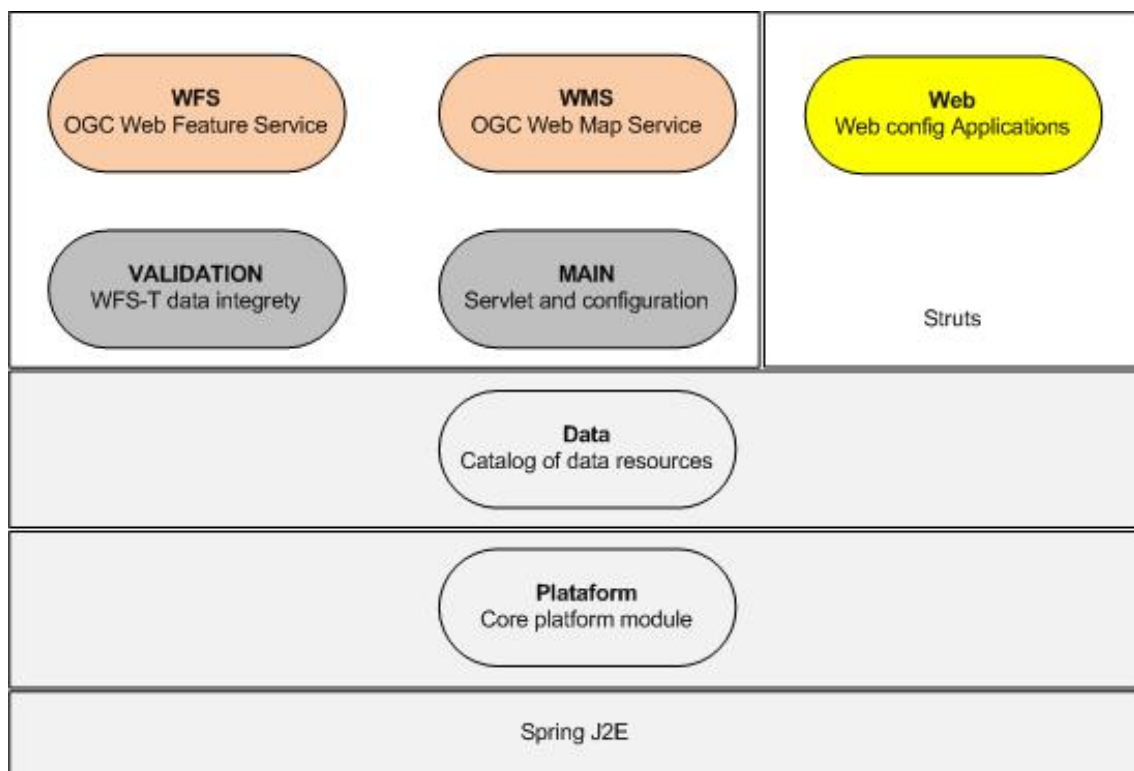 WFS
OGC Web Feature Service
WMS
OGC Web Map Service
Web
Web config Applications
VALIDATION
WFS-T data integrety
MAIN
Servlet and configuration
Struts
Data
Catalog of data resources
Plataform
Core platform module
Spring J2E